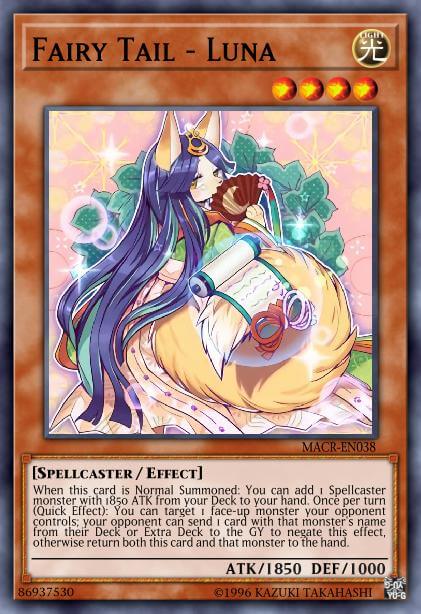 Fairy Tail - Luna
LIGHT
光
MACR-EN038
[Spellcaster / Effect]
When this card is Normal Summoned: You can add 1 Spellcaster
monster with 1850 ATK from your Deck to your hand. Once per turn
(Quick Effect): You can target 1 face-up monster your opponent
controls; your opponent can send 1 card with that monster's name
from their Deck or Extra Deck to the GY to negate this effect,
otherwise return both this card and that monster to the hand.
ATK/1850 DEF/1000
86937530
©1996 KAZUKI TAKAHASHI